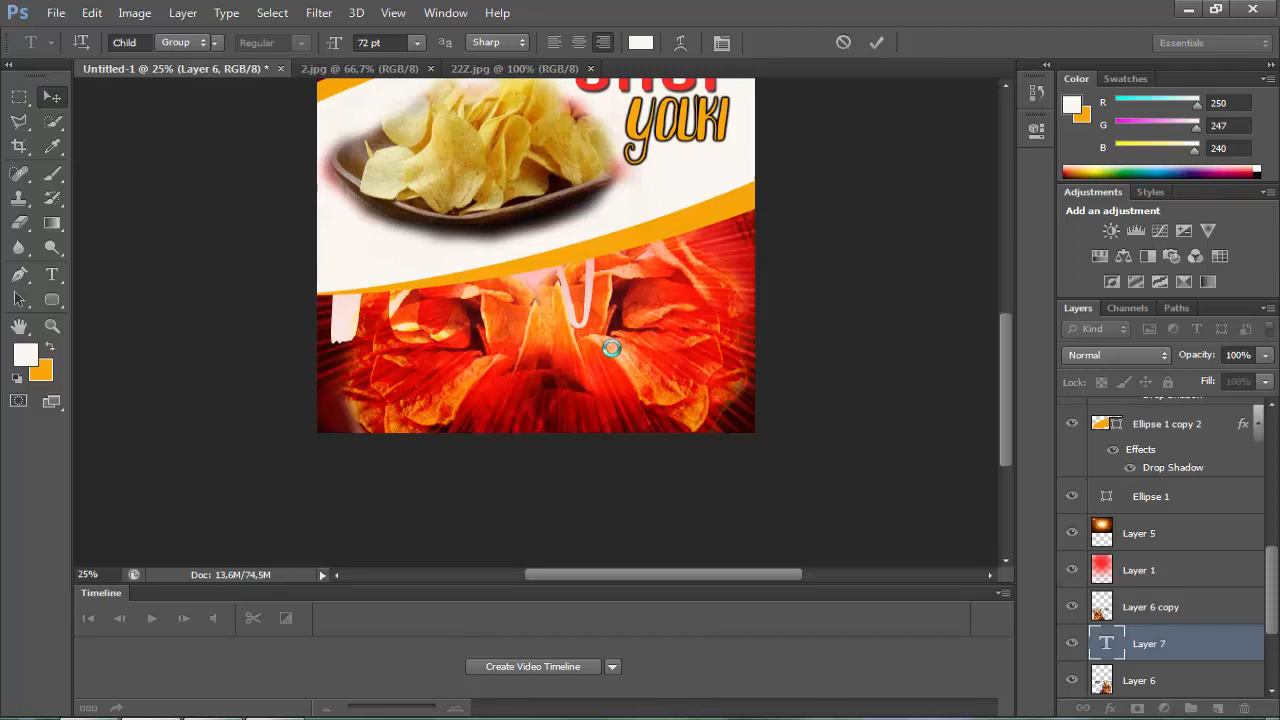 Ps File Edit Image Layer Type Select Filter 3D View Window Help
T Child Group Regular 72 pt Sharp Essentials
Untitled-1 @ 25% (Layer 6, RGB/8) * × 2.jpg @ 66,7% (RGB/8) × 22Z.jpg @ 100% (RGB/8) ×
YOUKI
Color Swatches
R 250
G 247
B 240
Adjustments Styles
Add an adjustment
Layers Channels Paths
Kind
Normal Opacity: 100%
Lock: Fill: 100%
Ellipse 1 copy 2 fx
Effects
Drop Shadow
Ellipse 1
Layer 5
Layer 1
Layer 6 copy
T Layer 7
Layer 6
25% Doc: 13,6M/74,5M
Timeline
Create Video Timeline